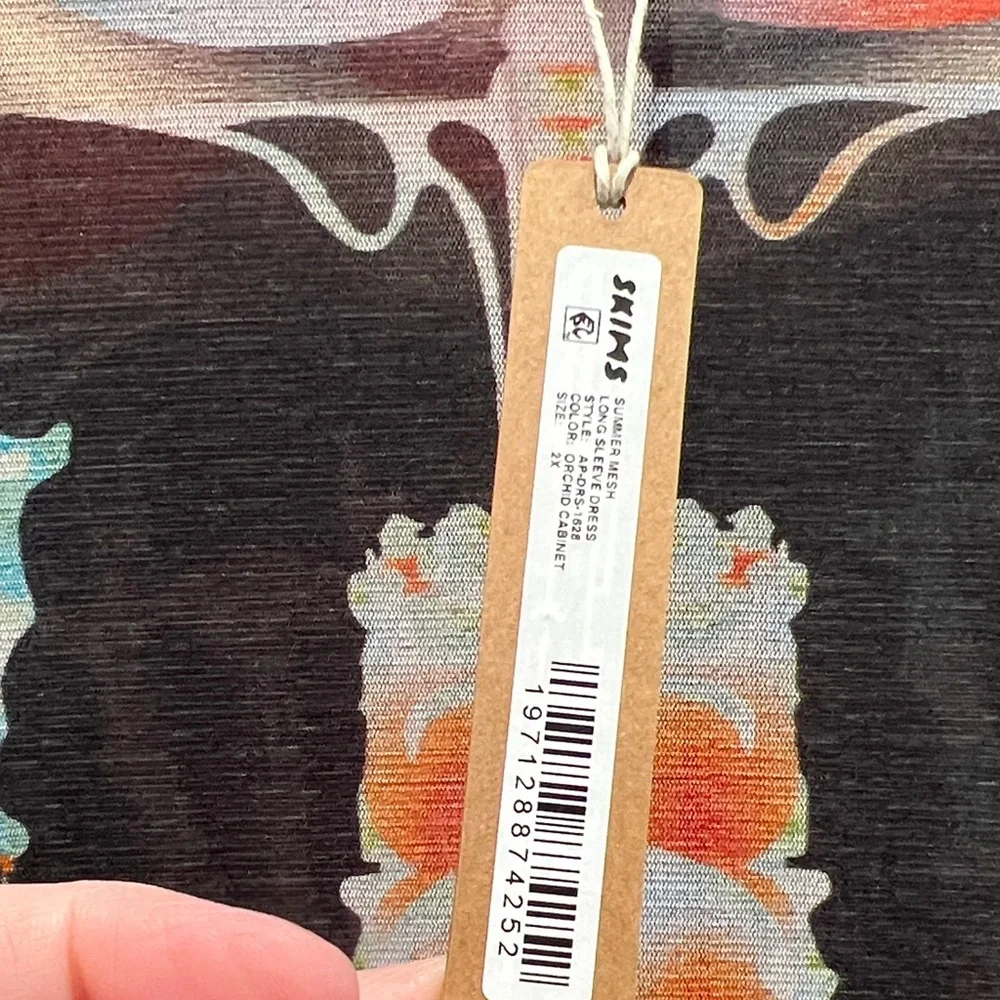 SKIMS
SUMMER MESH
LONG SLEEVE DRESS
STYLE: AP-DRS-1628
COLOR: ORCHID CABINET
SIZE: 2X
197128874252